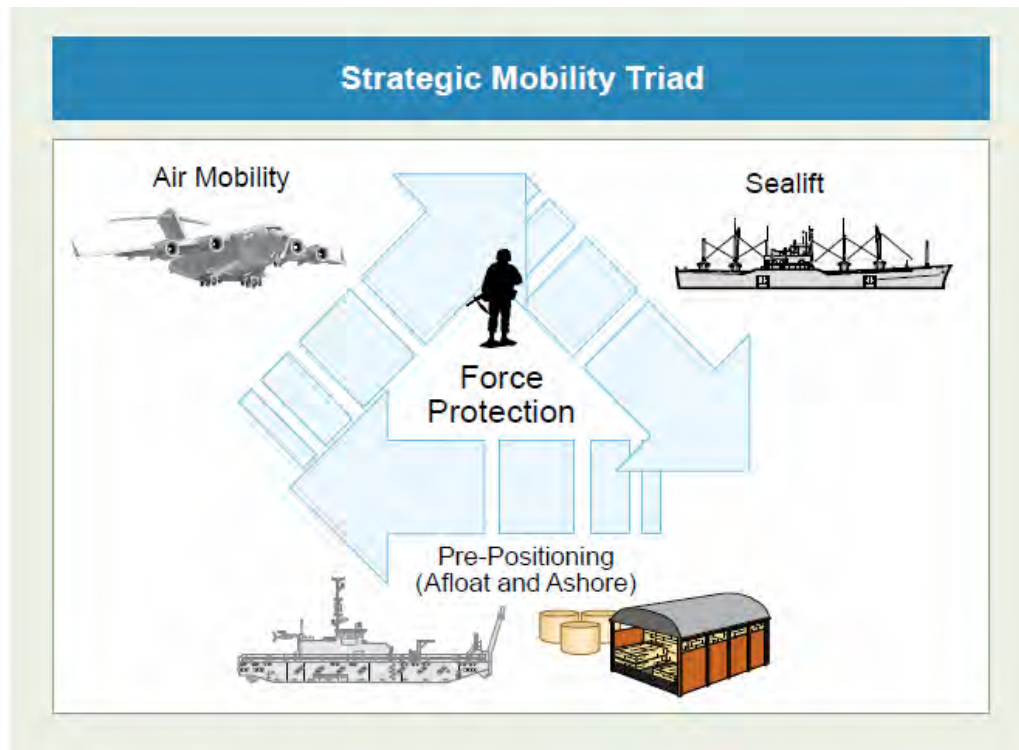 Strategic Mobility Triad
Air Mobility
Sealift
Force
Protection
Pre-Positioning
(Afloat and Ashore)